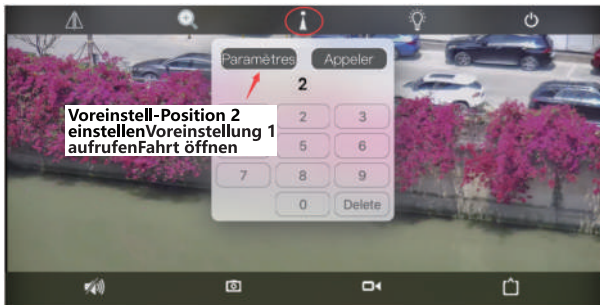 Paramètres Appeler
2
Voreinstell-Position 2
einstellenVoreinstellung 1
aufrufenFahrt öffnen
2 3
5 6
7 8 9
0 Delete